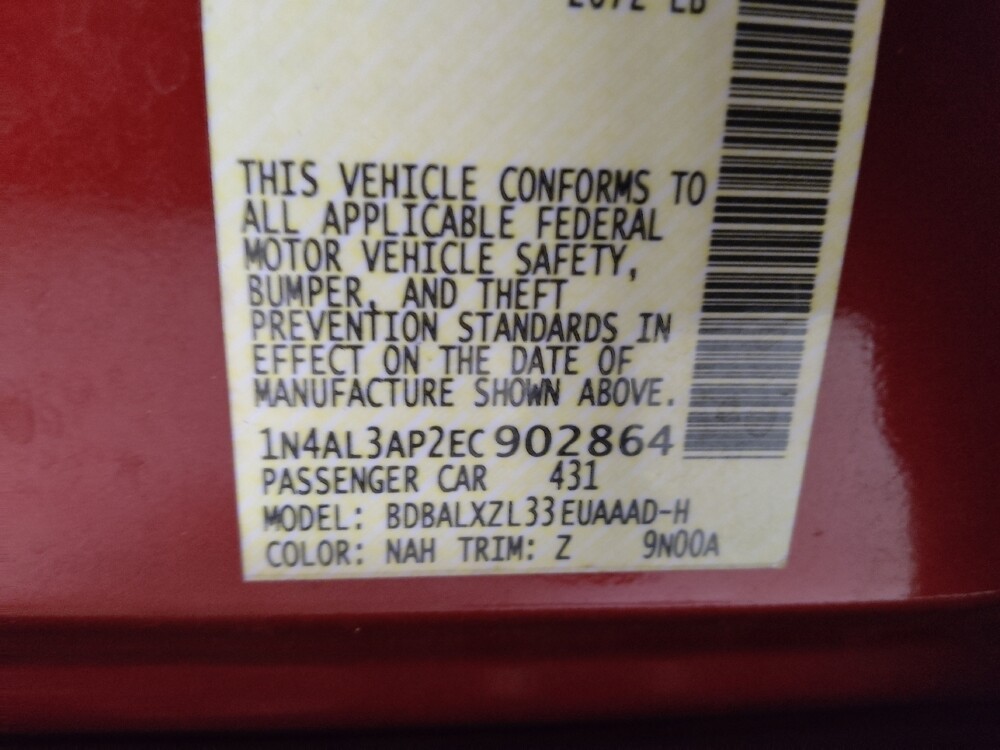 THIS VEHICLE CONFORMS TO
ALL APPLICABLE FEDERAL
MOTOR VEHICLE SAFETY,
BUMPER, AND THEFT
PREVENTION STANDARDS IN
EFFECT ON THE DATE OF
MANUFACTURE SHOWN ABOVE.
1N4AL3AP2EC902864
PASSENGER CAR 431
MODEL: BDBALXZL33EUAAAD-H
COLOR: NAH TRIM: Z 9N00A